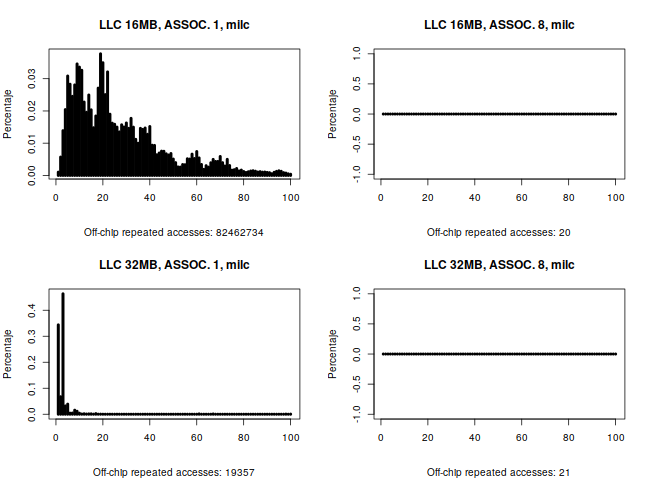 LLC 16MB, ASSOC. 1, milc
Percentaje
0.00 0.01 0.02 0.03
0 20 40 60 80 100
Off-chip repeated accesses: 82462734
LLC 16MB, ASSOC. 8, milc
Percentaje
-1.0 -0.5 0.0 0.5 1.0
0 20 40 60 80 100
Off-chip repeated accesses: 20
LLC 32MB, ASSOC. 1, milc
Percentaje
0.0 0.1 0.2 0.3 0.4
0 20 40 60 80 100
Off-chip repeated accesses: 19357
LLC 32MB, ASSOC. 8, milc
Percentaje
-1.0 -0.5 0.0 0.5 1.0
0 20 40 60 80 100
Off-chip repeated accesses: 21